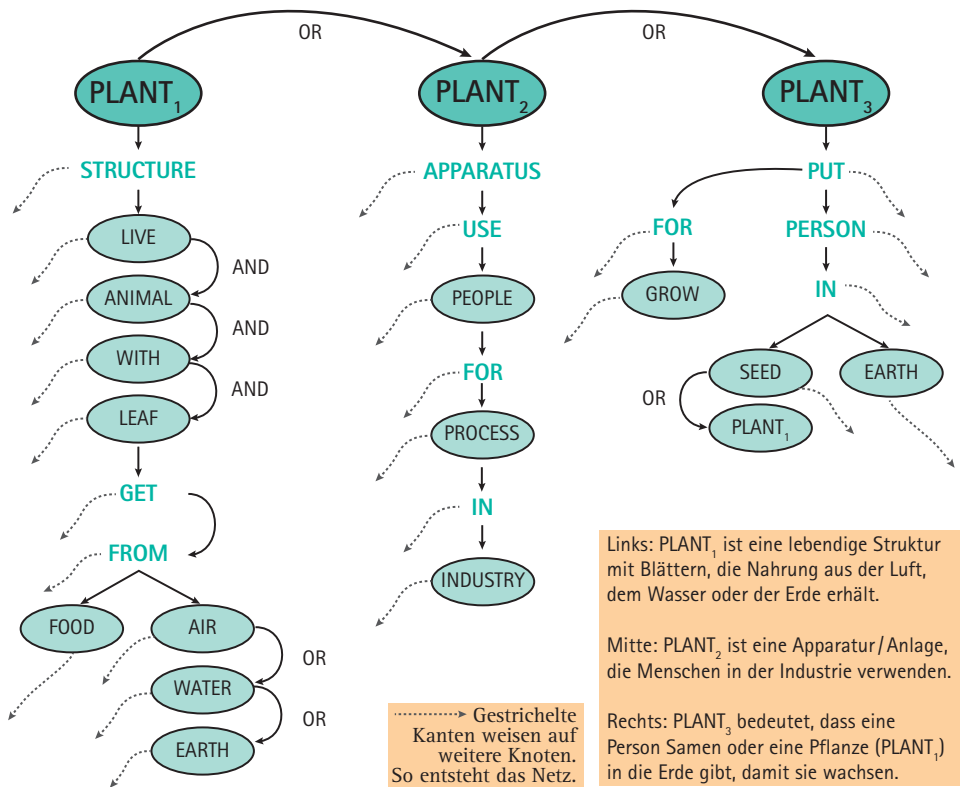 OR
OR
PLANT₁
PLANT₂
PLANT₃
STRUCTURE
LIVE
AND
ANIMAL
AND
WITH
AND
LEAF
GET
FROM
FOOD
AIR
OR
WATER
OR
EARTH
APPARATUS
USE
PEOPLE
FOR
PROCESS
IN
INDUSTRY
PUT
FOR
PERSON
GROW
IN
SEED
EARTH
OR
PLANT₁
Gestrichelte
Kanten weisen auf
weitere Knoten.
So entsteht das Netz.
Links: PLANT₁ ist eine lebendige Struktur
mit Blättern, die Nahrung aus der Luft,
dem Wasser oder der Erde erhält.
Mitte: PLANT₂ ist eine Apparatur/Anlage,
die Menschen in der Industrie verwenden.
Rechts: PLANT₃ bedeutet, dass eine
Person Samen oder eine Pflanze (PLANT₁)
in die Erde gibt, damit sie wachsen.